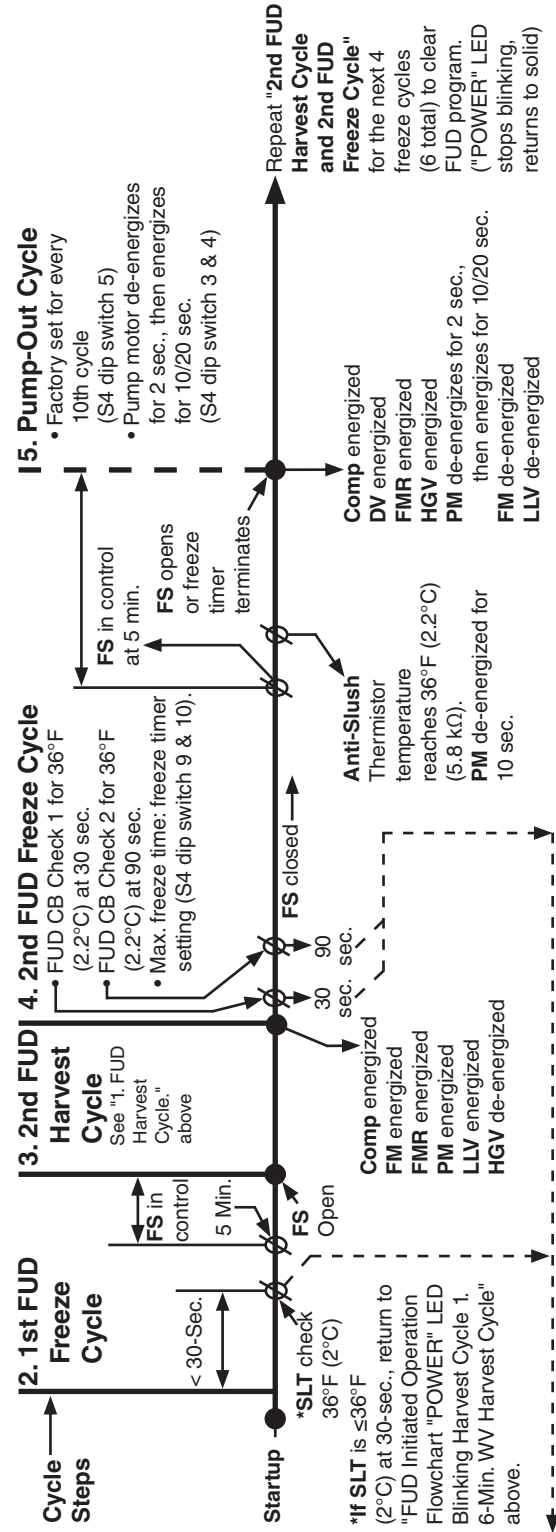 Cycle
Steps
2. 1st FUD
Freeze
Cycle
3. 2nd FUD
Harvest
Cycle
See "1. FUD
Harvest
Cycle."
above
4. 2nd FUD Freeze Cycle
• FUD CB Check 1 for 36°F
(2.2°C) at 30 sec.
• FUD CB Check 2 for 36°F
(2.2°C) at 90 sec.
• Max. freeze time: freeze timer
setting (S4 dip switch 9 & 10).
5. Pump-Out Cycle
• Factory set for every
10th cycle
(S4 dip switch 5)
• Pump motor de-energizes
for 2 sec., then energizes
for 10/20 sec.
(S4 dip switch 3 & 4)
< 30-Sec.
FS in
control
5 Min.
FS in control
at 5 min.
FS opens
or freeze
timer
terminates
Startup
FS closed
Repeat "2nd FUD
Harvest Cycle
and 2nd FUD
Freeze Cycle"
for the next 4
freeze cycles
(6 total) to clear
FUD program.
("POWER" LED
stops blinking,
returns to solid)
*SLT check
36°F (2°C)
*If SLT is ≤36°F
(2°C) at 30-sec., return to
"FUD Initiated Operation
Flowchart "POWER" LED
Blinking Harvest Cycle 1.
6-Min. WV Harvest Cycle"
above.
FS
Open
30
sec.
90
sec.
Comp energized
FM energized
FMR energized
PM energized
LLV energized
HGV de-energized
Anti-Slush
Thermistor
temperature
reaches 36°F (2.2°C)
(5.8 kΩ).
PM de-energized for
10 sec.
Comp energized
DV energized
FMR energized
HGV energized
PM de-energizes for 2 sec.,
then energizes for 10/20 sec.
FM de-energized
LLV de-energized